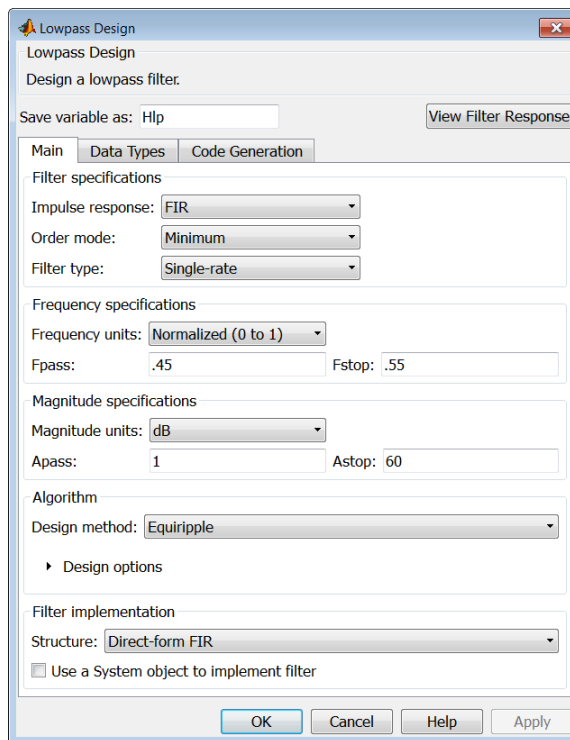 Lowpass Design
Lowpass Design
Design a lowpass filter.
Save variable as: Hlp View Filter Response
Main Data Types Code Generation
Filter specifications
Impulse response: FIR
Order mode: Minimum
Filter type: Single-rate
Frequency specifications
Frequency units: Normalized (0 to 1)
Fpass: .45 Fstop: .55
Magnitude specifications
Magnitude units: dB
Apass: 1 Astop: 60
Algorithm
Design method: Equiripple
Design options
Filter implementation
Structure: Direct-form FIR
Use a System object to implement filter
OK Cancel Help Apply